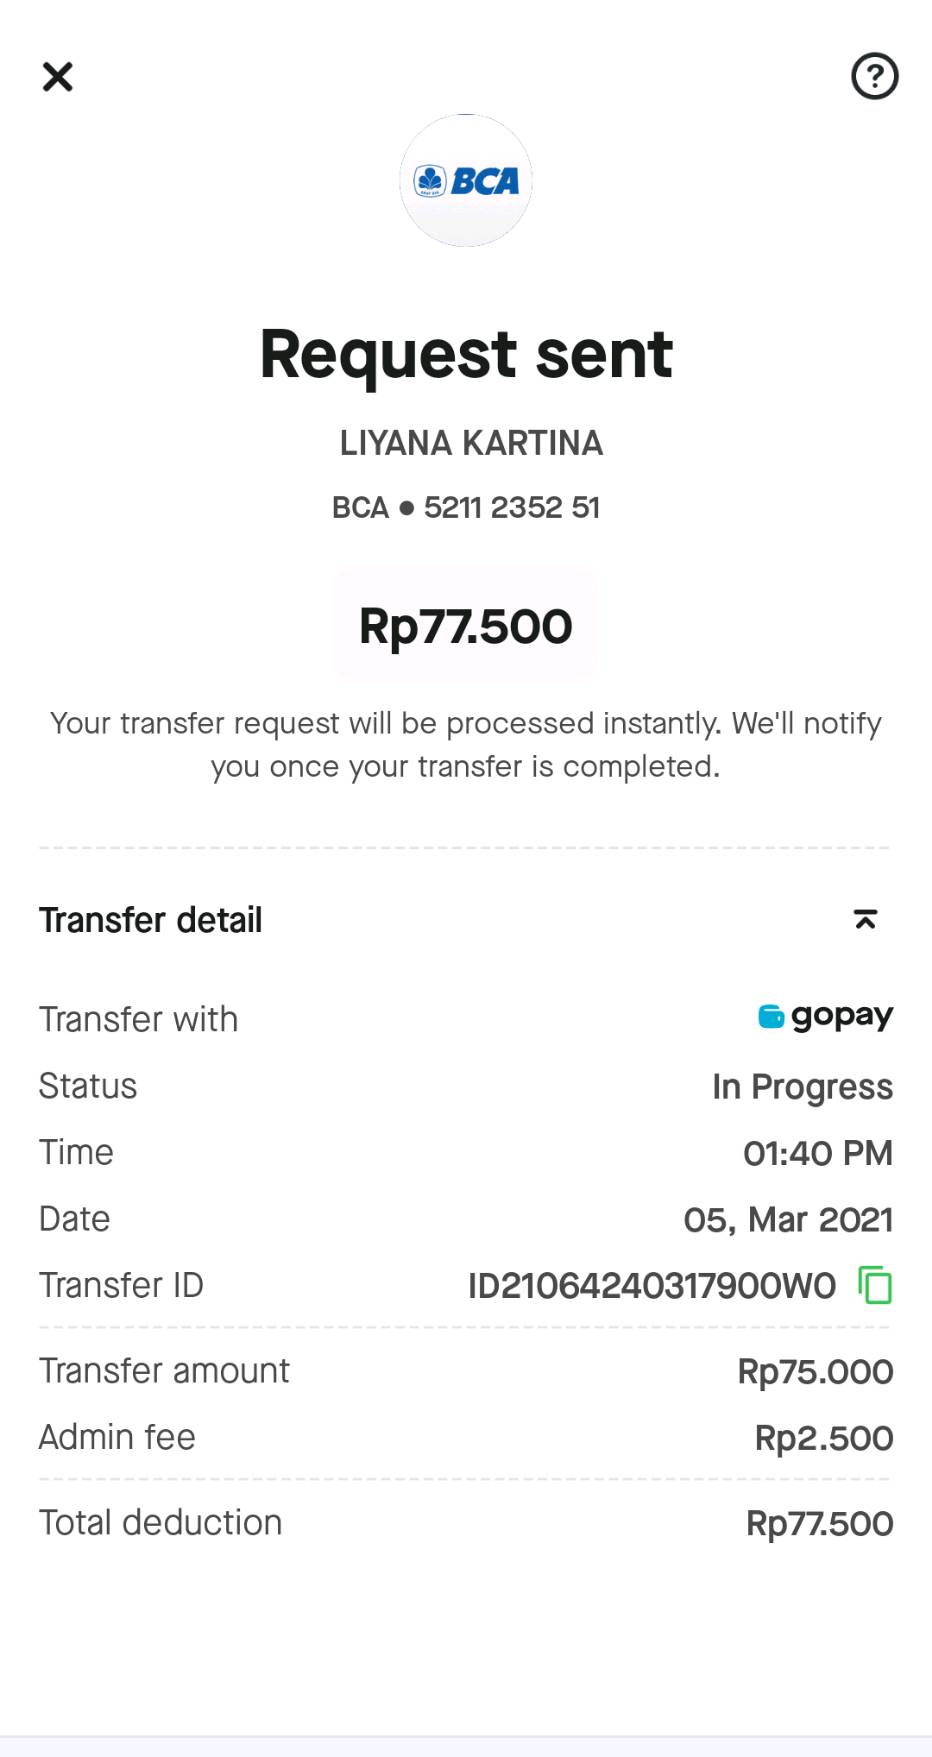 BCA
Request sent
LIYANA KARTINA
BCA ● 5211 2352 51
Rp77.500
Your transfer request will be processed instantly. We'll notify
you once your transfer is completed.
Transfer detail
Transfer with gopay
Status In Progress
Time 01:40 PM
Date 05, Mar 2021
Transfer ID ID21064240317900WO
Transfer amount Rp75.000
Admin fee Rp2.500
Total deduction Rp77.500